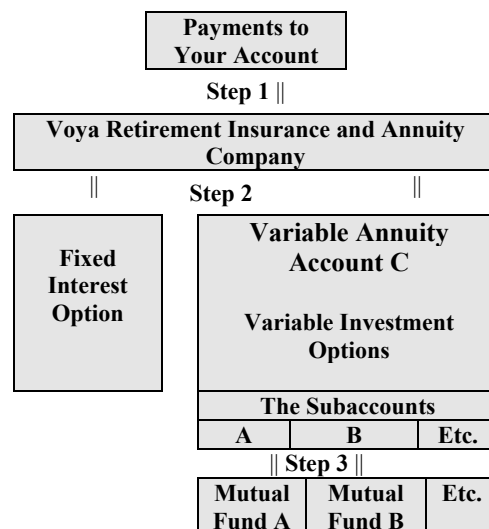 Payments to
Your Account
Step 1 ||
Voya Retirement Insurance and Annuity
Company
|| Step 2 ||
Fixed
Interest
Option
Variable Annuity
Account C
Variable Investment
Options
The Subaccounts
A B Etc.
|| Step 3 ||
Mutual Mutual Etc.
Fund A Fund B